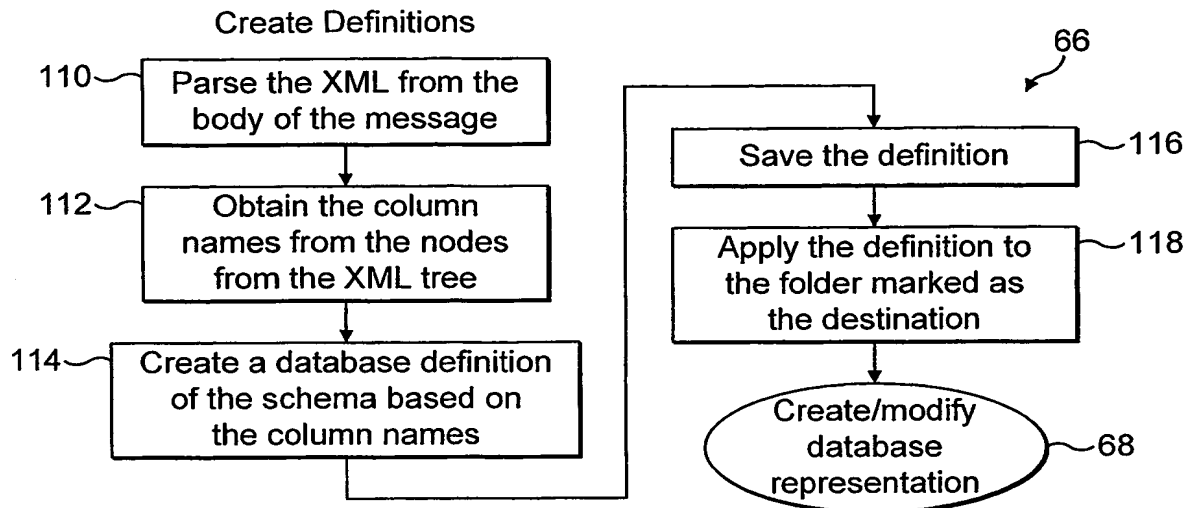 Create Definitions
110
Parse the XML from the
body of the message
112
Obtain the column
names from the nodes
from the XML tree
114
Create a database definition
of the schema based on
the column names
66
Save the definition
116
Apply the definition to
the folder marked as
the destination
118
Create/modify
database
representation
68